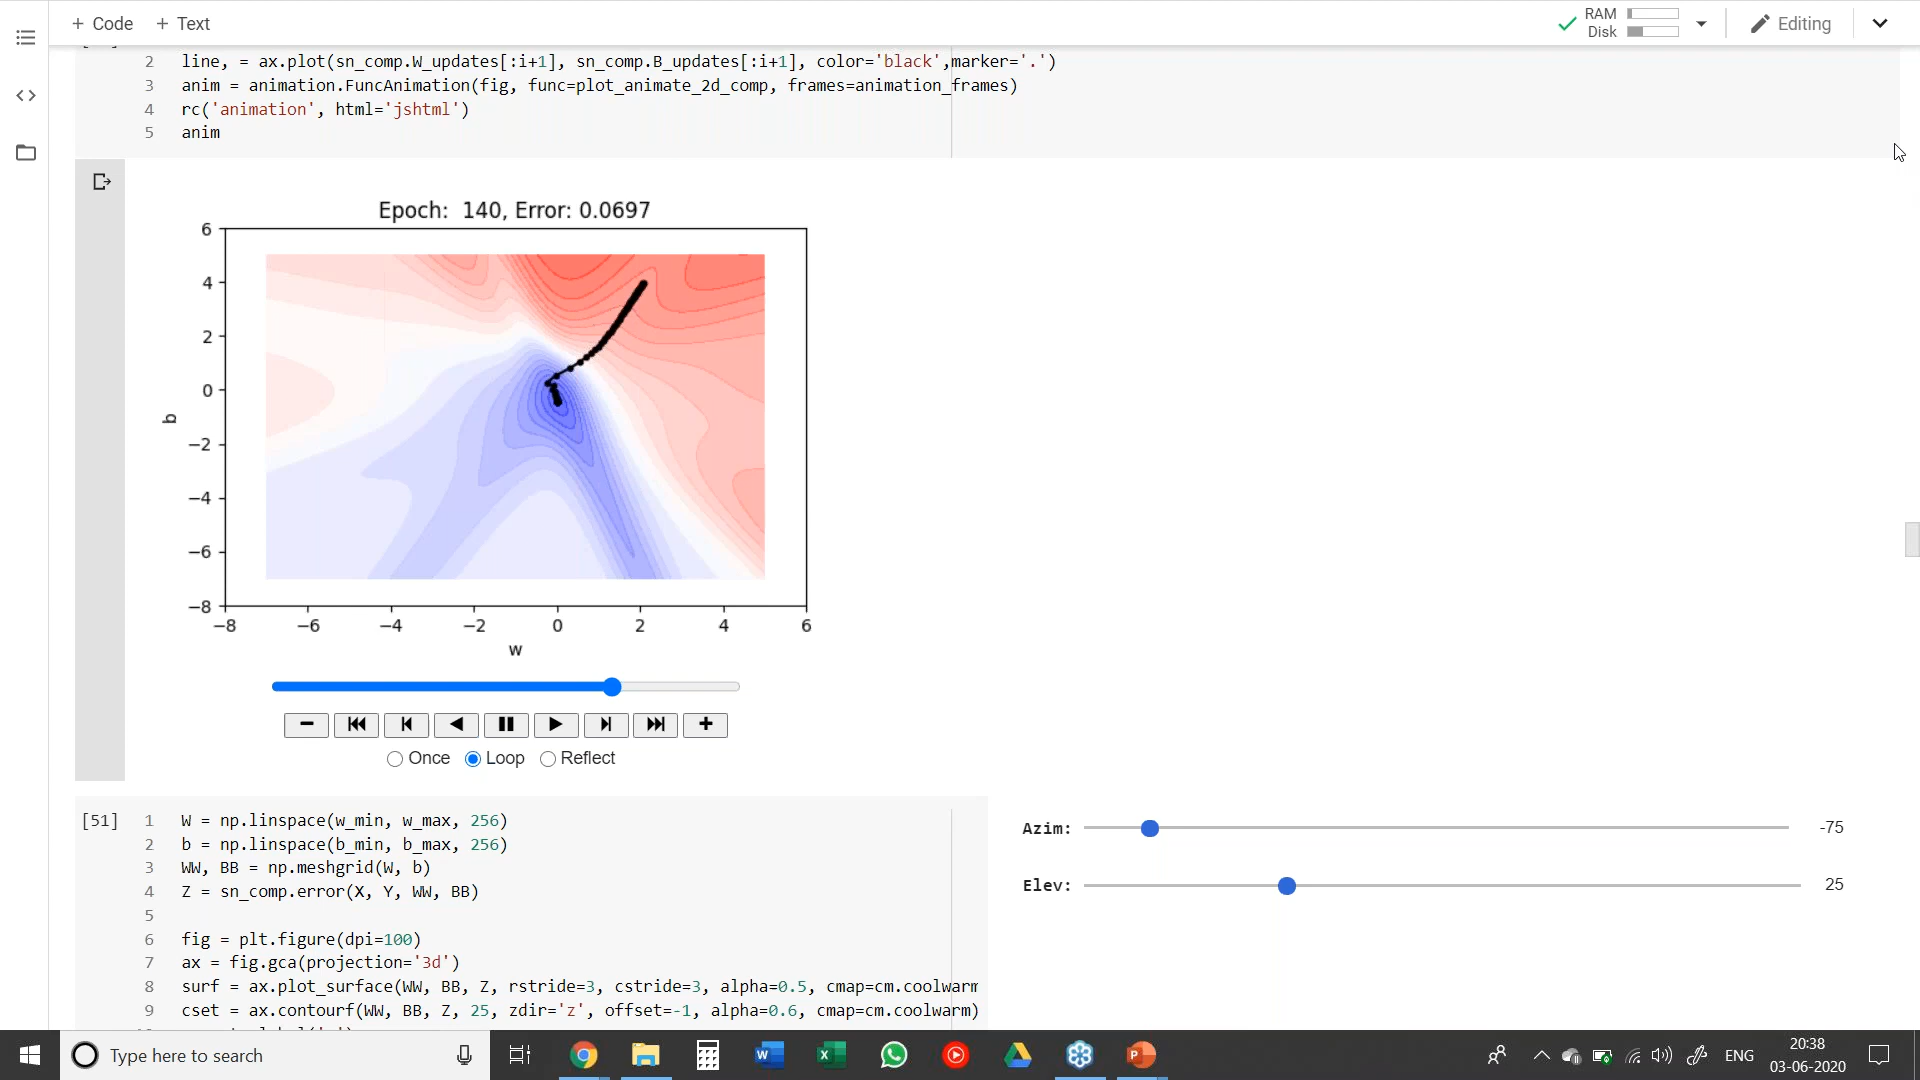 + Code + Text
RAM
Disk
Editing
2 line, = ax.plot(sn_comp.W_updates[:i+1], sn_comp.B_updates[:i+1], color='black',marker='.')
3 anim = animation.FuncAnimation(fig, func=plot_animate_2d_comp, frames=animation_frames)
4 rc('animation', html='jshtml')
5 anim
Epoch: 140, Error: 0.0697
6
4
2
0
−2
−4
−6
−8
b
−8 −6 −4 −2 0 2 4 6
w
Once Loop Reflect
[51] 1 W = np.linspace(w_min, w_max, 256)
2 b = np.linspace(b_min, b_max, 256)
3 WW, BB = np.meshgrid(W, b)
4 Z = sn_comp.error(X, Y, WW, BB)
5
6 fig = plt.figure(dpi=100)
7 ax = fig.gca(projection='3d')
8 surf = ax.plot_surface(WW, BB, Z, rstride=3, cstride=3, alpha=0.5, cmap=cm.coolwarm
9 cset = ax.contourf(WW, BB, Z, 25, zdir='z', offset=-1, alpha=0.6, cmap=cm.coolwarm)
Azim: -75
Elev: 25
Type here to search
ENG
20:38
03-06-2020